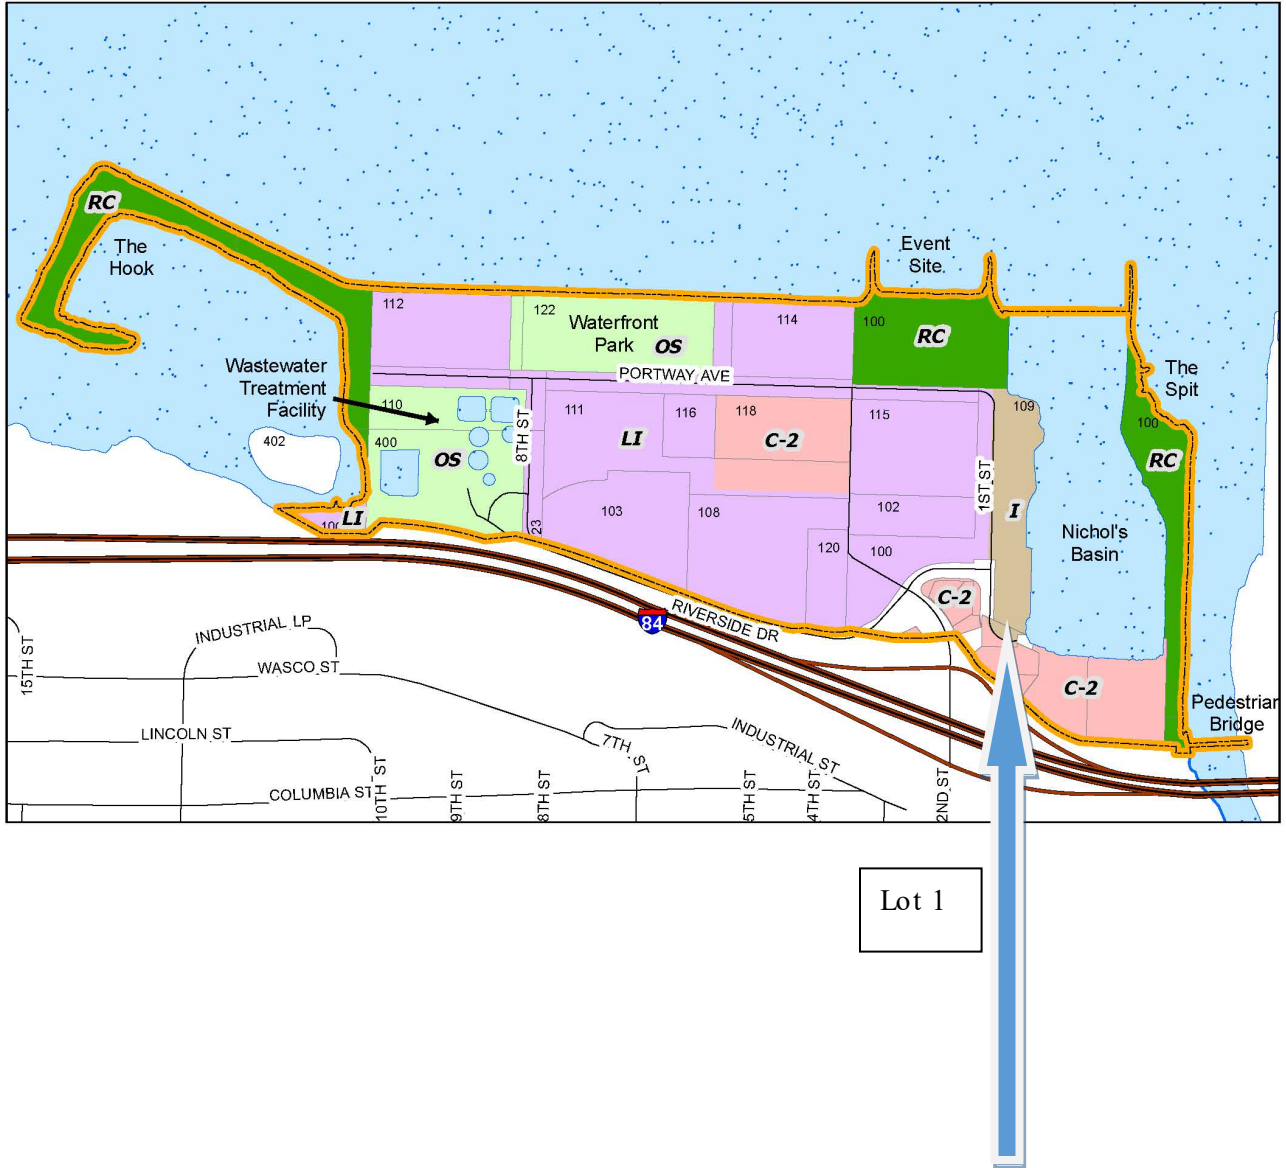 RC
The
Hook
Event
Site.
112
122
Waterfront
Park
OS
114
100
RC
PORTWAY AVE
Wastewater
Treatment
Facility
The
Spit
110
8TH ST
111
116
118
C-2
115
109
100
402
400
OS
LI
1ST ST
RC
LI
23
103
108
102
I
120
100
Nichol's
Basin
C-2
RIVERSIDE DR
84
C-2
Pedestrian
Bridge
15TH ST
INDUSTRIAL LP
WASCO ST
LINCOLN ST
7TH ST
INDUSTRIAL ST
COLUMBIA ST
10TH ST
9TH ST
8TH ST
5TH ST
4TH ST
2ND ST
Lot 1